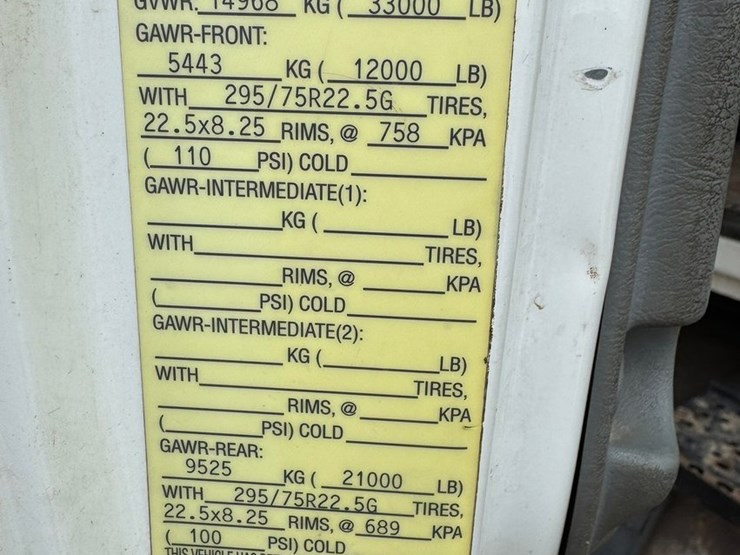 GVWR: 14968 KG ( 33000 LB)
GAWR-FRONT:
5443 KG ( 12000 LB)
WITH 295/75R22.5G TIRES,
22.5x8.25 RIMS, @ 758 KPA
( 110 PSI) COLD
GAWR-INTERMEDIATE(1):
KG ( LB)
WITH TIRES,
RIMS, @ KPA
( PSI) COLD
GAWR-INTERMEDIATE(2):
KG ( LB)
WITH TIRES,
RIMS, @ KPA
( PSI) COLD
GAWR-REAR:
9525 KG ( 21000 LB)
WITH 295/75R22.5G TIRES,
22.5x8.25 RIMS, @ 689 KPA
( 100 PSI) COLD
THIS VEHICLE